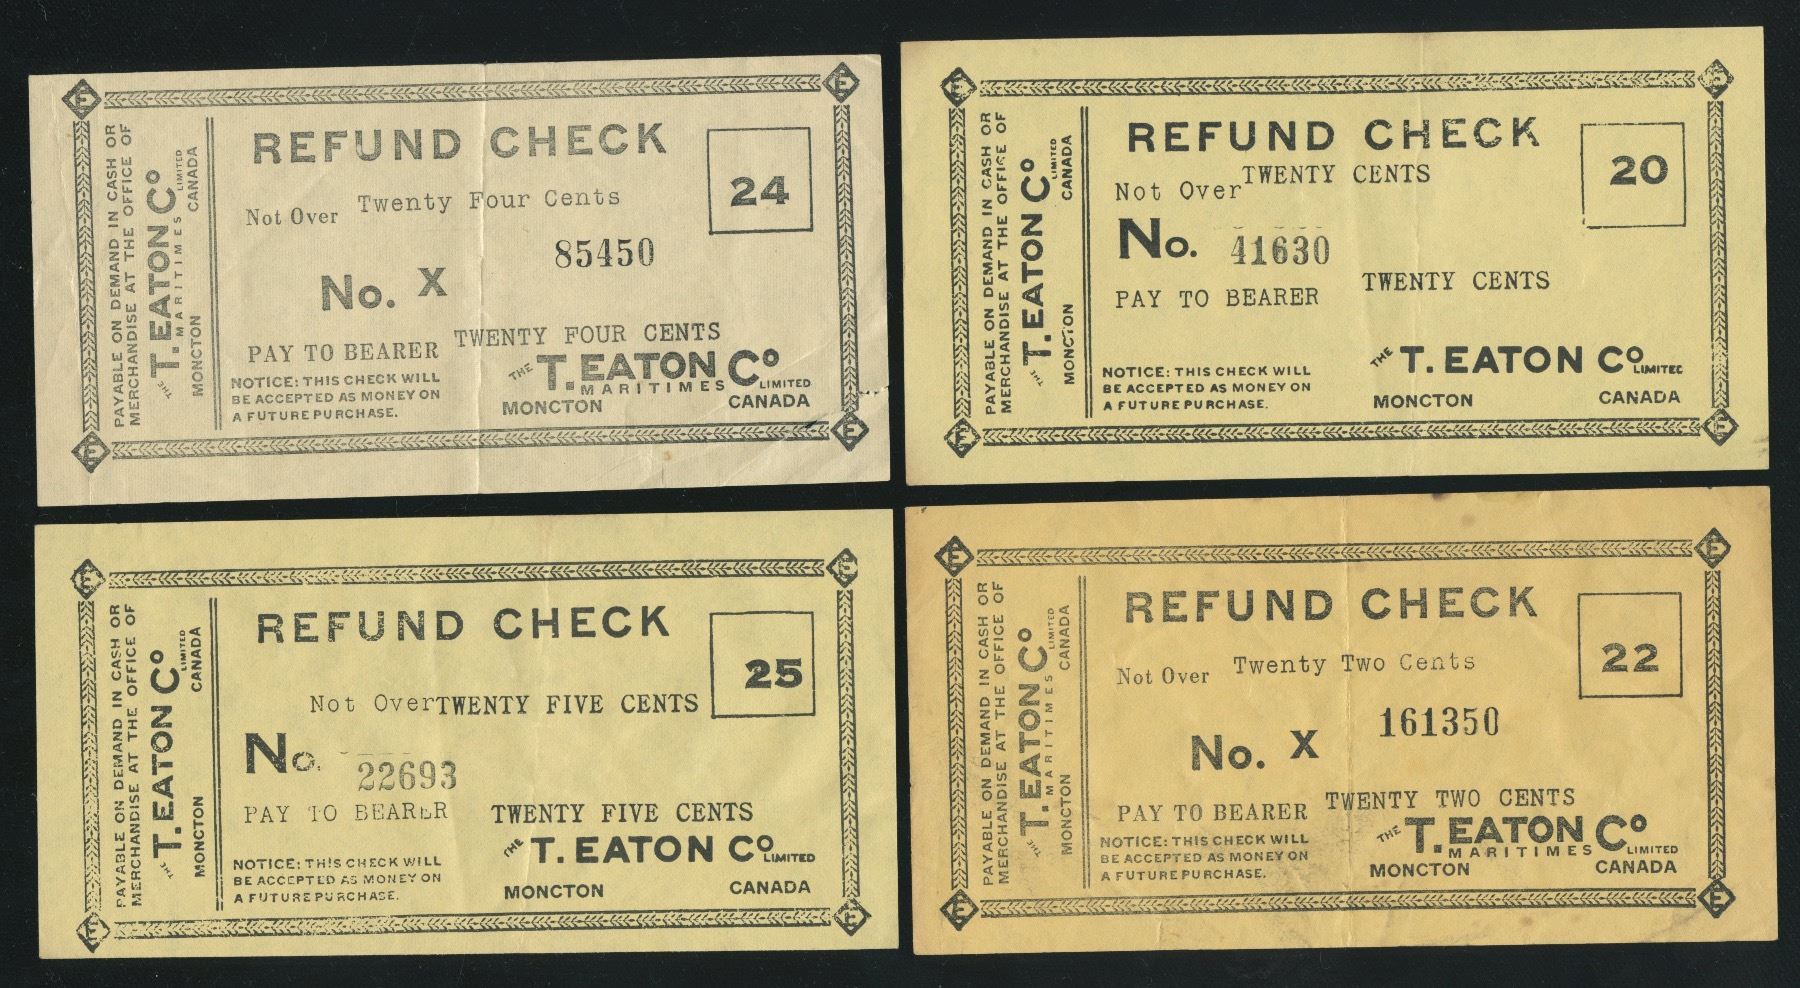 PAYABLE ON DEMAND IN CASH OR
MERCHANDISE AT THE OFFICE OF
THE T. EATON Co LIMITED
MARITIMES
MONCTON CANADA
REFUND CHECK
24
Not Over Twenty Four Cents
85450
No. X
PAY TO BEARER TWENTY FOUR CENTS
NOTICE: THIS CHECK WILL
BE ACCEPTED AS MONEY ON
A FUTURE PURCHASE.
THE T. EATON Co LIMITED
MARITIMES
MONCTON CANADA
PAYABLE ON DEMAND IN CASH OR
MERCHANDISE AT THE OFFICE OF
THE T. EATON Co LIMITED
MONCTON CANADA
REFUND CHECK
20
Not Over TWENTY CENTS
No. 41630
PAY TO BEARER TWENTY CENTS
NOTICE: THIS CHECK WILL
BE ACCEPTED AS MONEY ON
A FUTURE PURCHASE.
THE T. EATON Co LIMITED
MONCTON CANADA
PAYABLE ON DEMAND IN CASH OR
MERCHANDISE AT THE OFFICE OF
THE T. EATON Co LIMITED
MONCTON CANADA
REFUND CHECK
25
Not Over TWENTY FIVE CENTS
No. 22693
PAY TO BEARER TWENTY FIVE CENTS
NOTICE: THIS CHECK WILL
BE ACCEPTED AS MONEY ON
A FUTURE PURCHASE.
THE T. EATON Co LIMITED
MONCTON CANADA
PAYABLE ON DEMAND IN CASH OR
MERCHANDISE AT THE OFFICE OF
THE T. EATON Co LIMITED
MARITIMES
MONCTON CANADA
REFUND CHECK
22
Not Over Twenty Two Cents
161350
No. X
PAY TO BEARER TWENTY TWO CENTS
NOTICE: THIS CHECK WILL
BE ACCEPTED AS MONEY ON
A FUTURE PURCHASE.
THE T. EATON Co LIMITED
MARITIMES
MONCTON CANADA